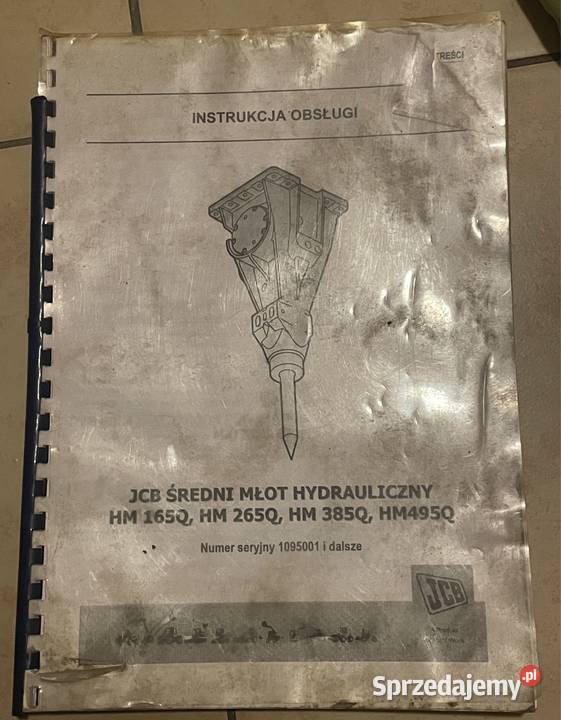 TREŚCI
INSTRUKCJA OBSŁUGI
JCB ŚREDNI MŁOT HYDRAULICZNY
HM 165Q, HM 265Q, HM 385Q, HM495Q
Numer seryjny 1095001 i dalsze
JCB
Sprzedajemy.pl